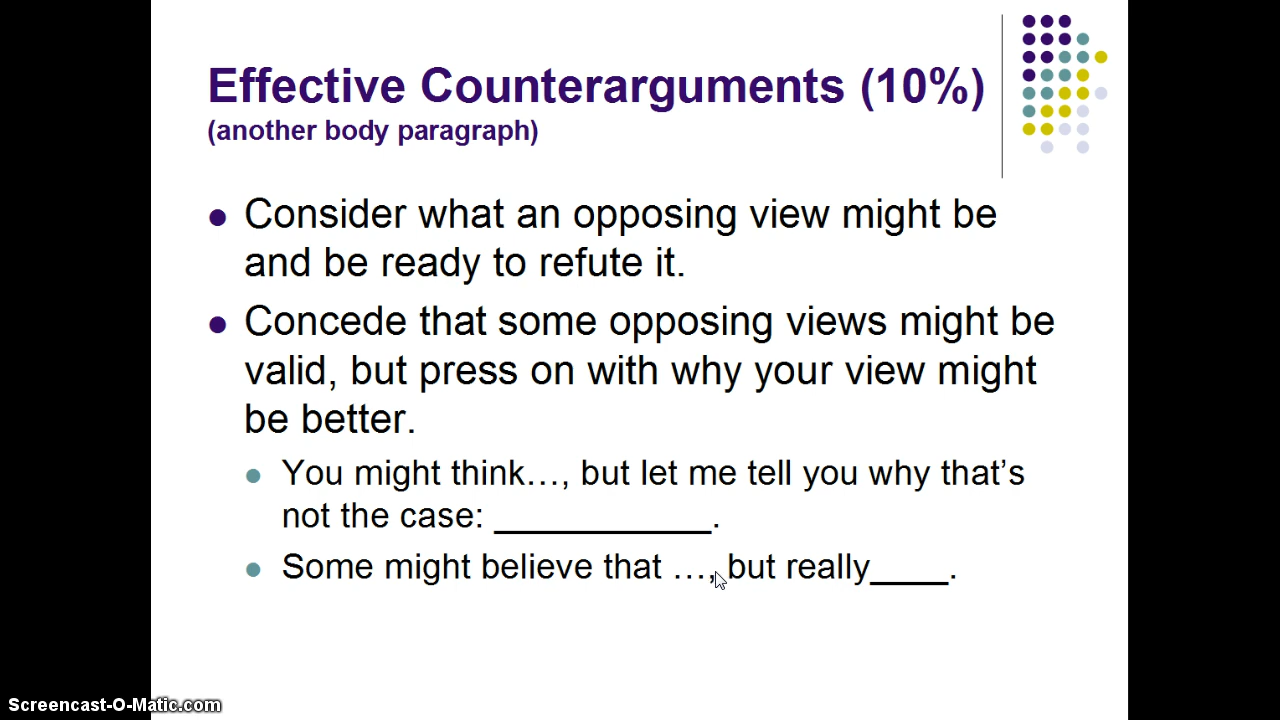 Effective Counterarguments (10%)
(another body paragraph)
Consider what an opposing view might be
and be ready to refute it.
Concede that some opposing views might be
valid, but press on with why your view might
be better.
You might think…, but let me tell you why that’s
not the case: ___________.
Some might believe that …, but really____.
Screencast-O-Matic.com